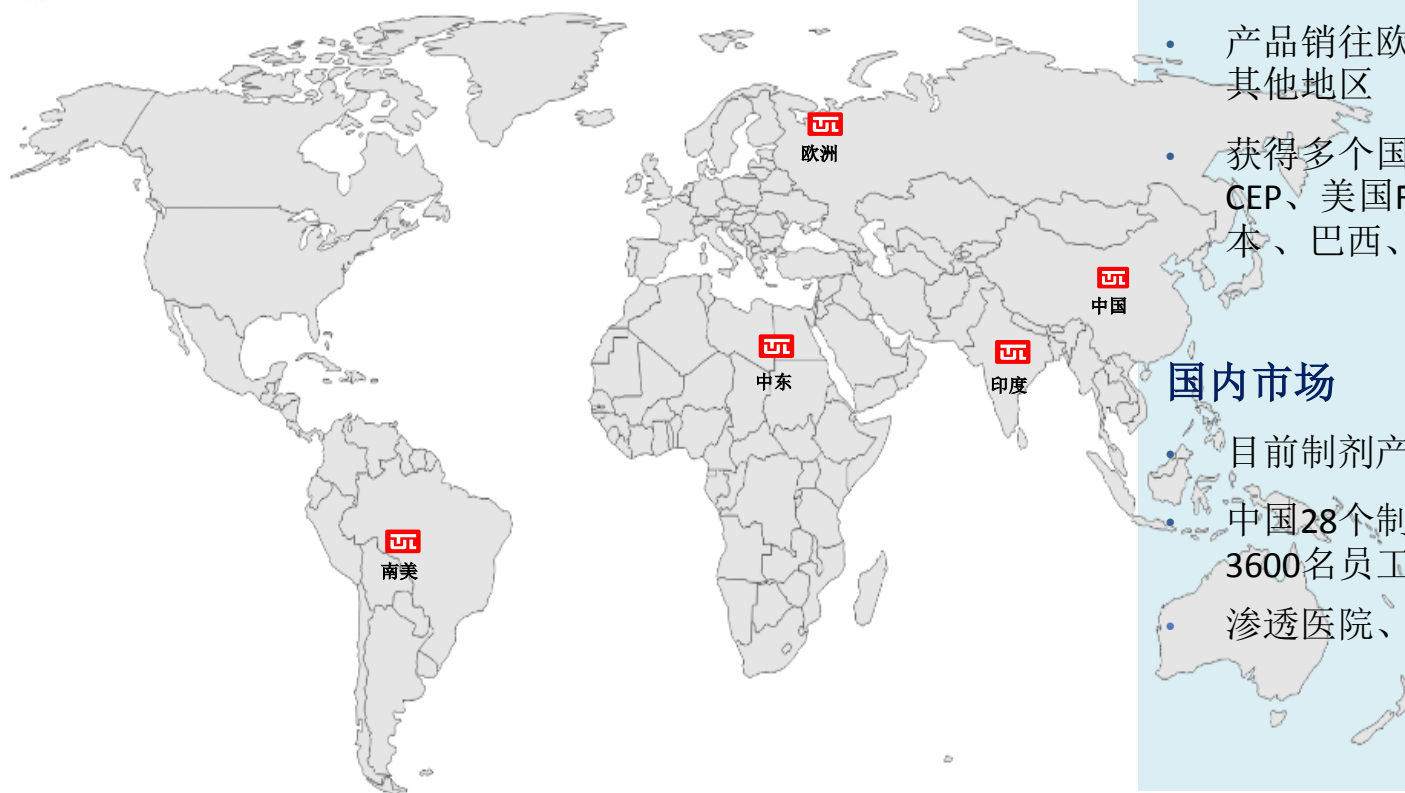 欧洲
中国
中东
印度
南美
产品销往欧
其他地区
获得多个国
CEP、美国F
本、巴西、
国内市场
目前制剂产
中国28个制
3600名员工
渗透医院、